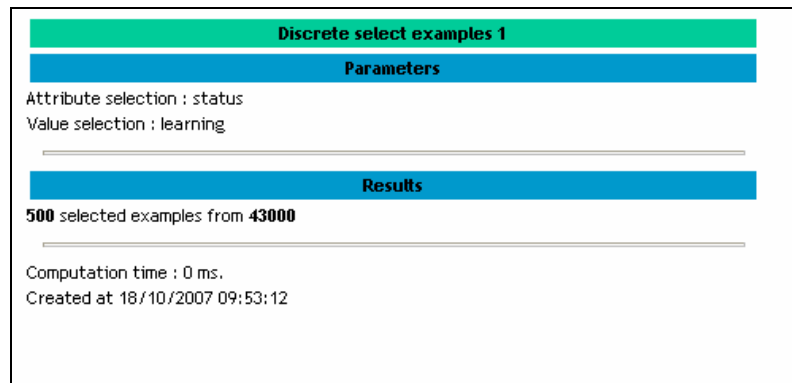 Discrete select examples 1
Parameters
Attribute selection : status
Value selection : learning
Results
500 selected examples from 43000
Computation time : 0 ms.
Created at 18/10/2007 09:53:12